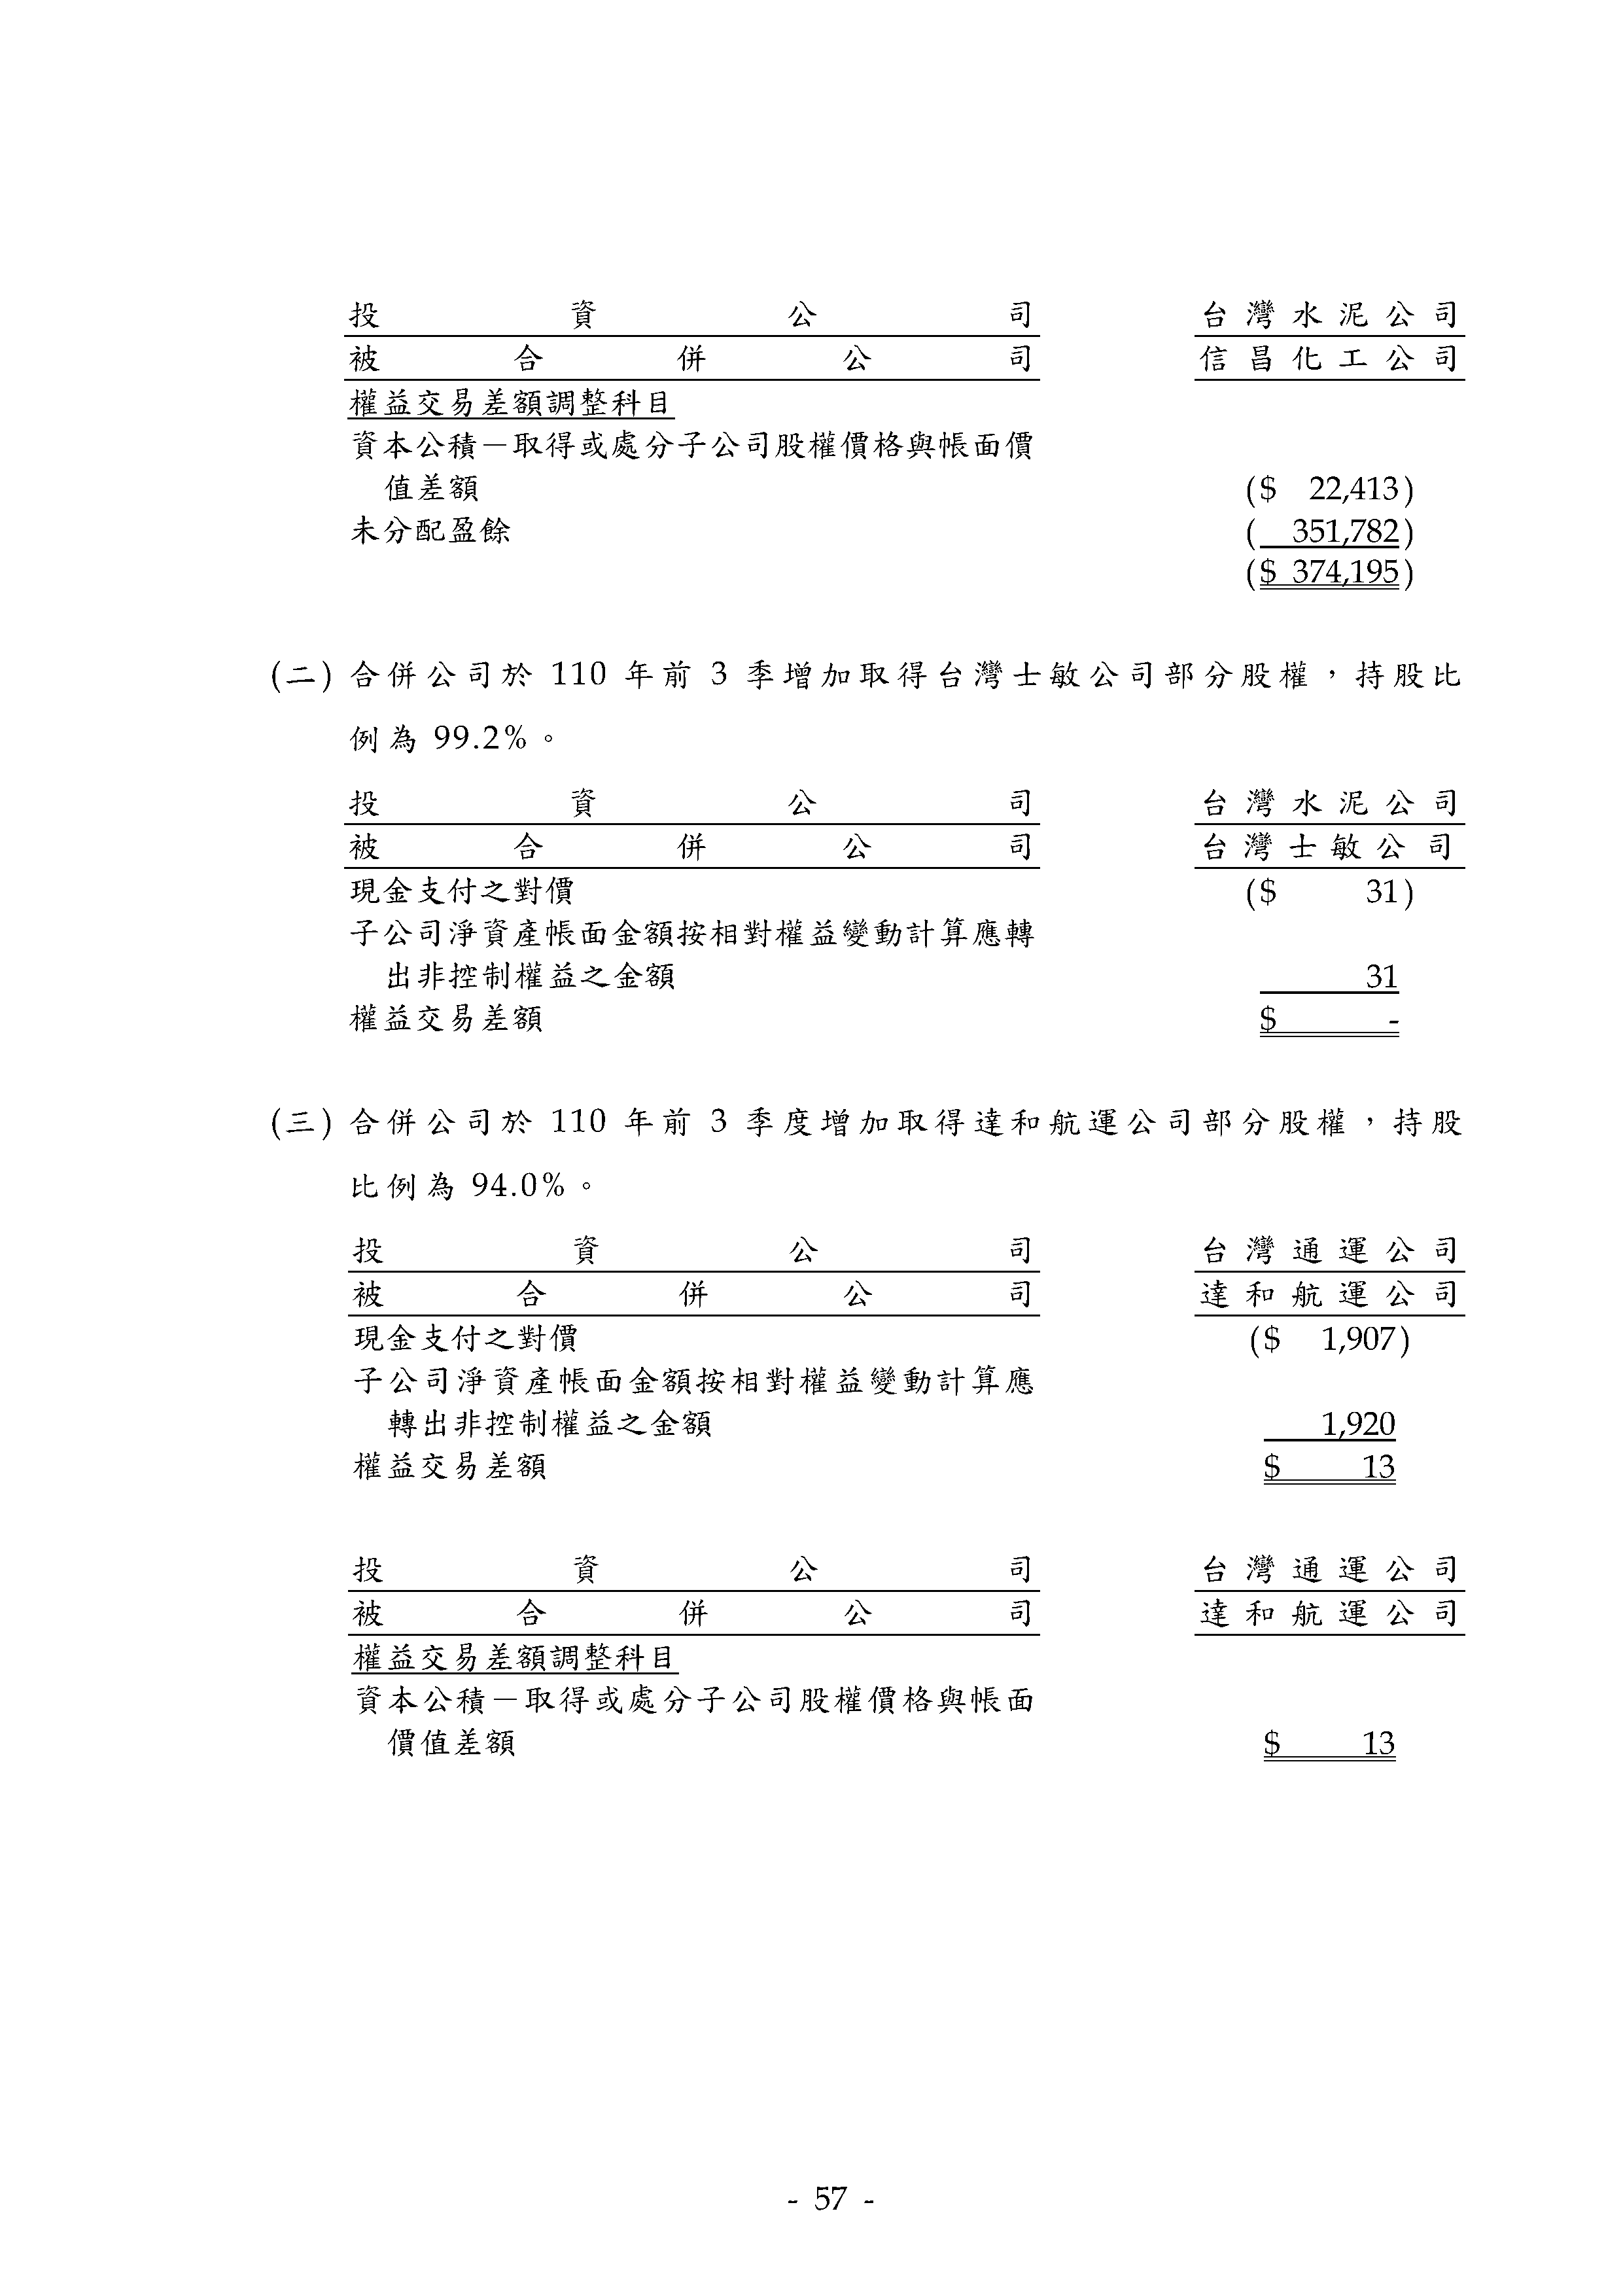 投資公司 台灣水泥公司
被合併公司 信昌化工公司
權益交易差額調整科目
資本公積－取得或處分子公司股權價格與帳面價
值差額 ($ 22,413)
未分配盈餘 ( 351,782)
($ 374,195)
(二) 合併公司於 110 年前 3 季增加取得台灣士敏公司部分股權，持股比
例為 99.2%。
投資公司 台灣水泥公司
被合併公司 台灣士敏公司
現金支付之對價 ($ 31)
子公司淨資產帳面金額按相對權益變動計算應轉
出非控制權益之金額 31
權益交易差額 $ -
(三) 合併公司於 110 年前 3 季度增加取得達和航運公司部分股權，持股
比例為 94.0%。
投資公司 台灣通運公司
被合併公司 達和航運公司
現金支付之對價 ($ 1,907)
子公司淨資產帳面金額按相對權益變動計算應
轉出非控制權益之金額 1,920
權益交易差額 $ 13
投資公司 台灣通運公司
被合併公司 達和航運公司
權益交易差額調整科目
資本公積－取得或處分子公司股權價格與帳面
價值差額 $ 13
- 57 -